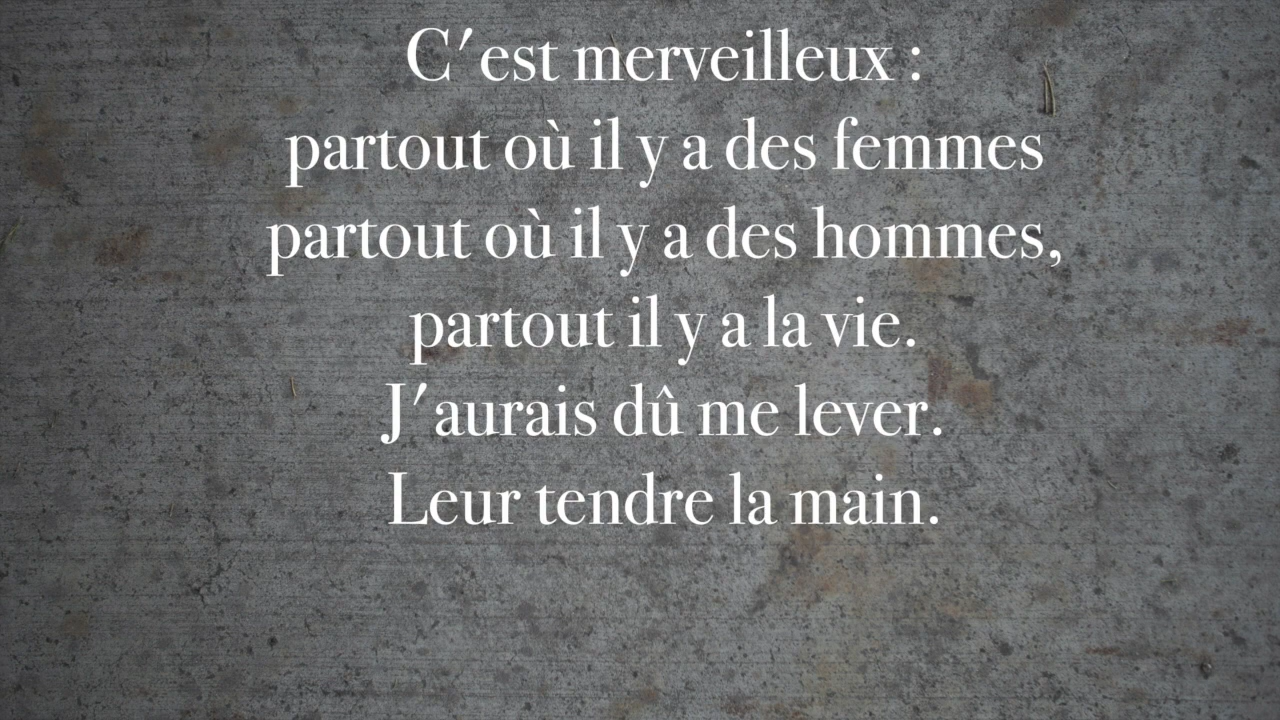 C'est merveilleux :
partout où il y a des femmes
partout où il y a des hommes,
partout il y a la vie.
J'aurais dû me lever.
Leur tendre la main.